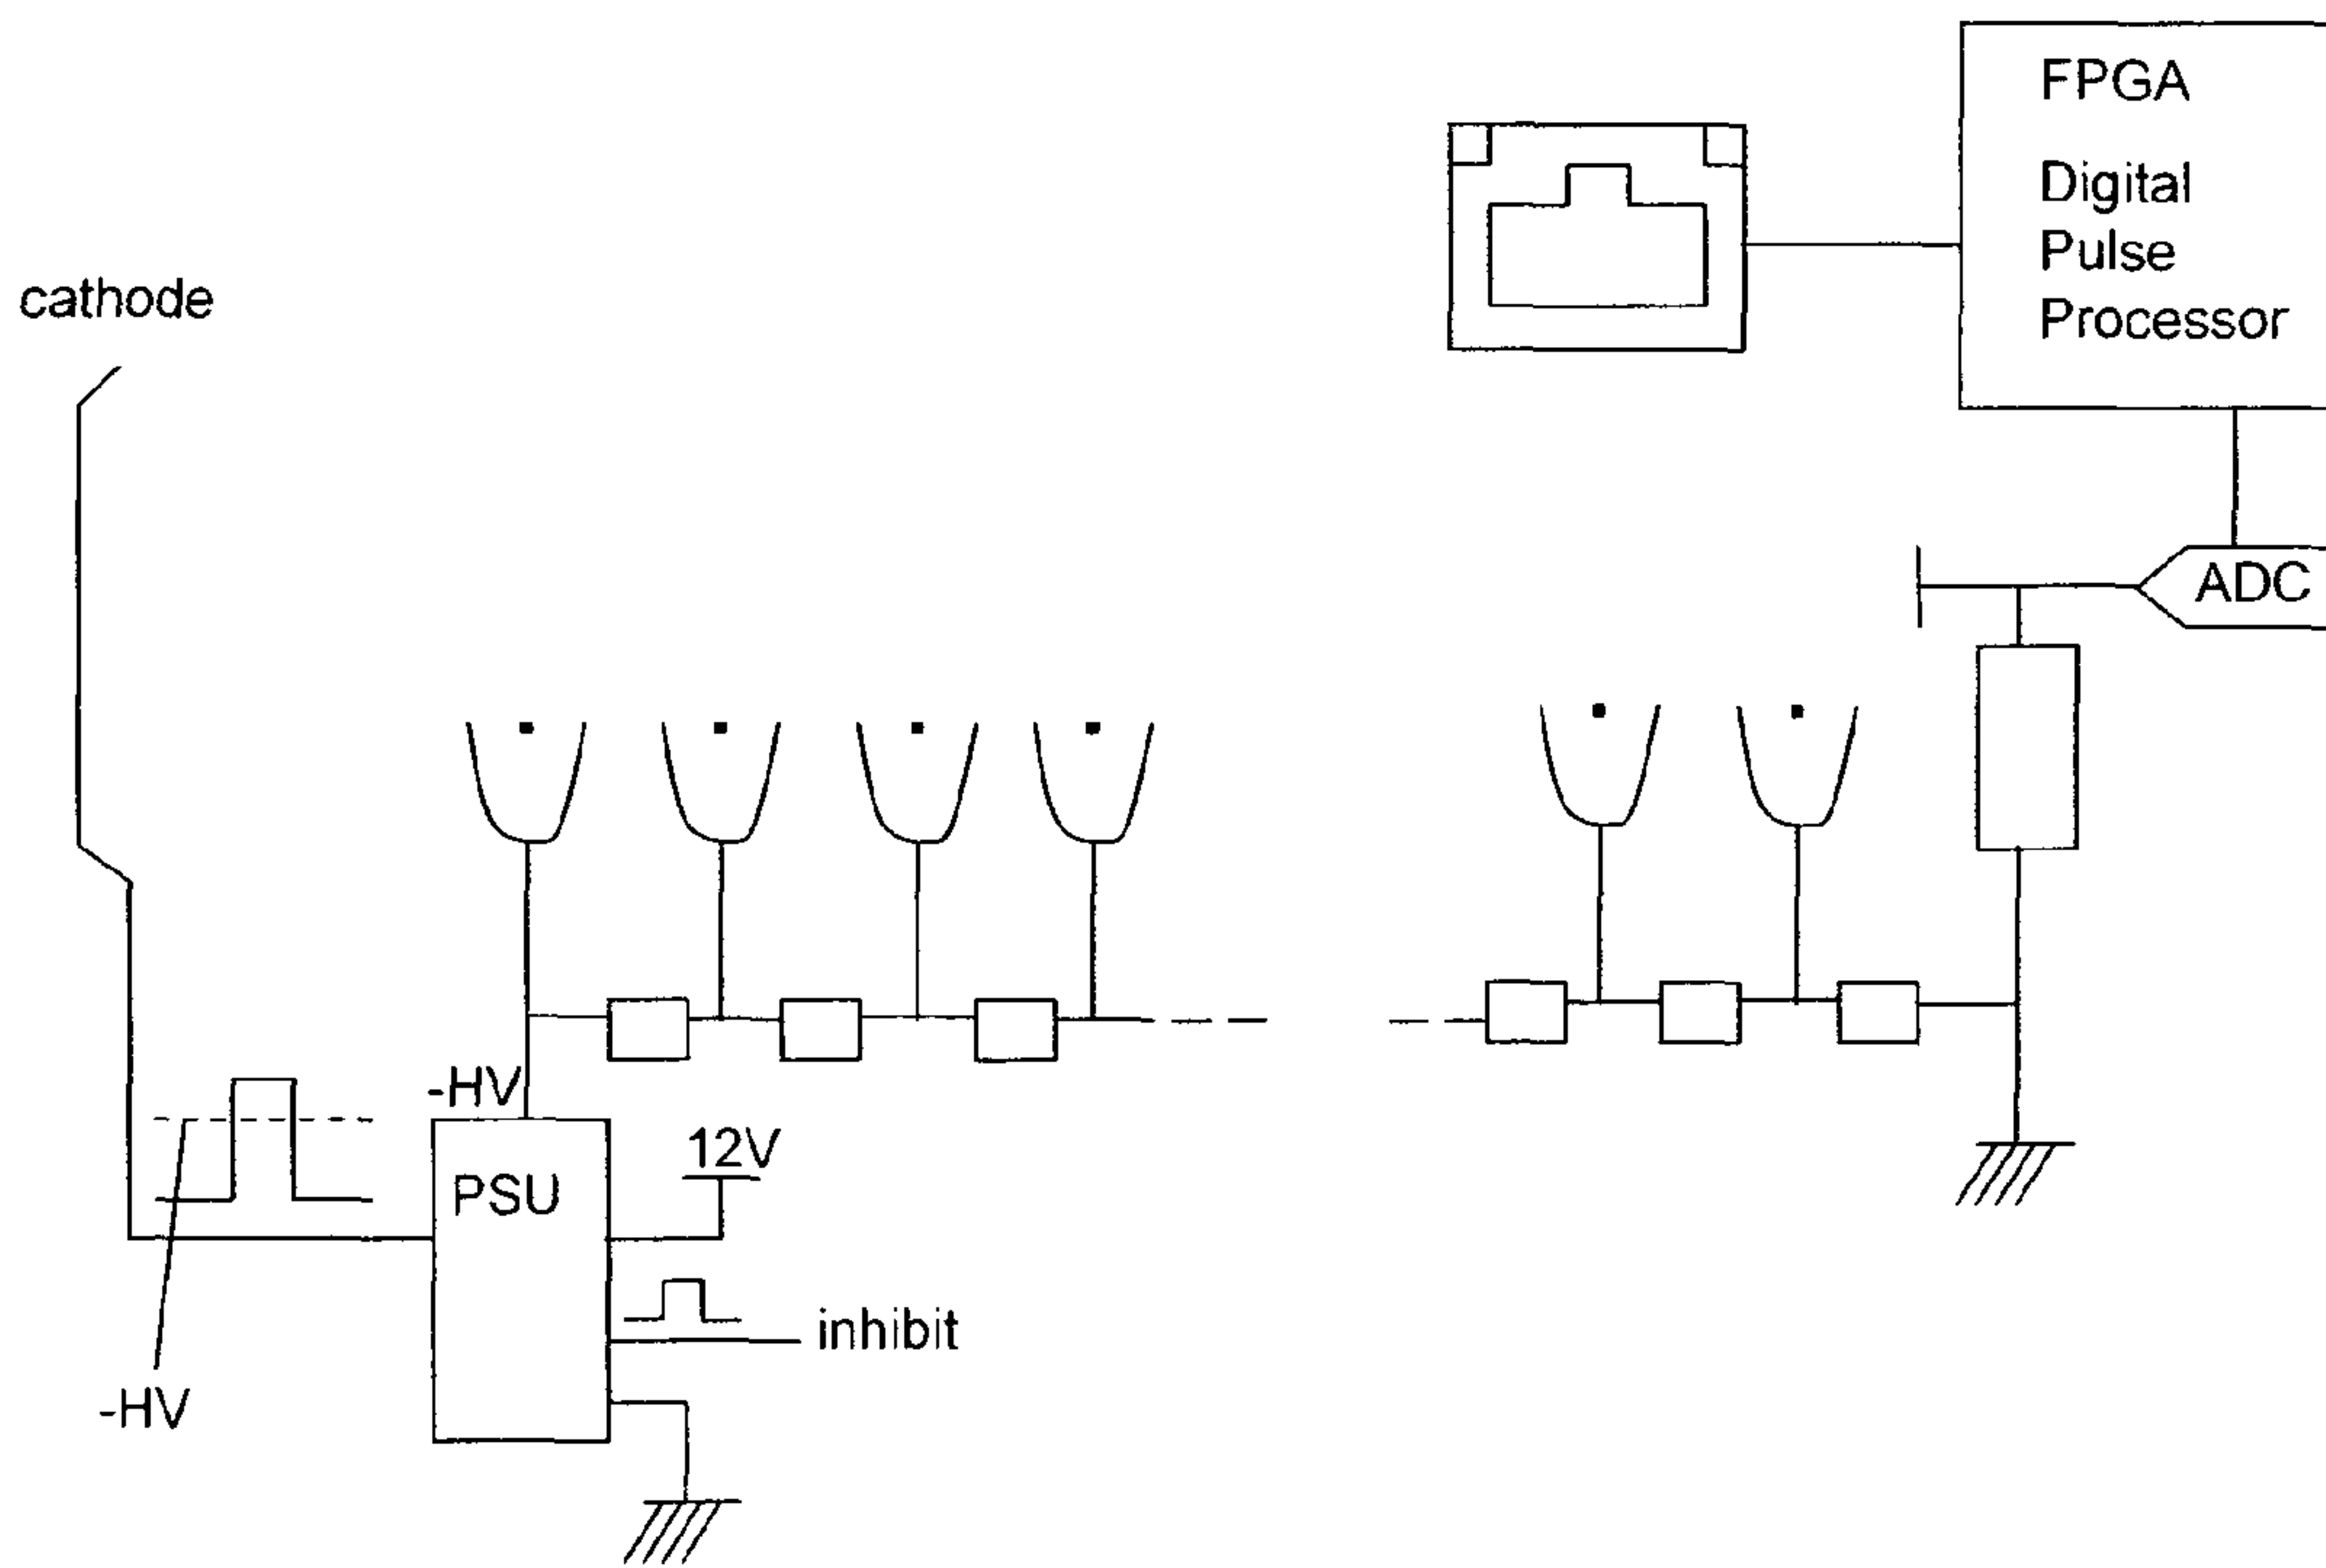 FPGA
Digital
Pulse
Processor
cathode
ADC
-HV
12V
PSU
inhibit
-HV